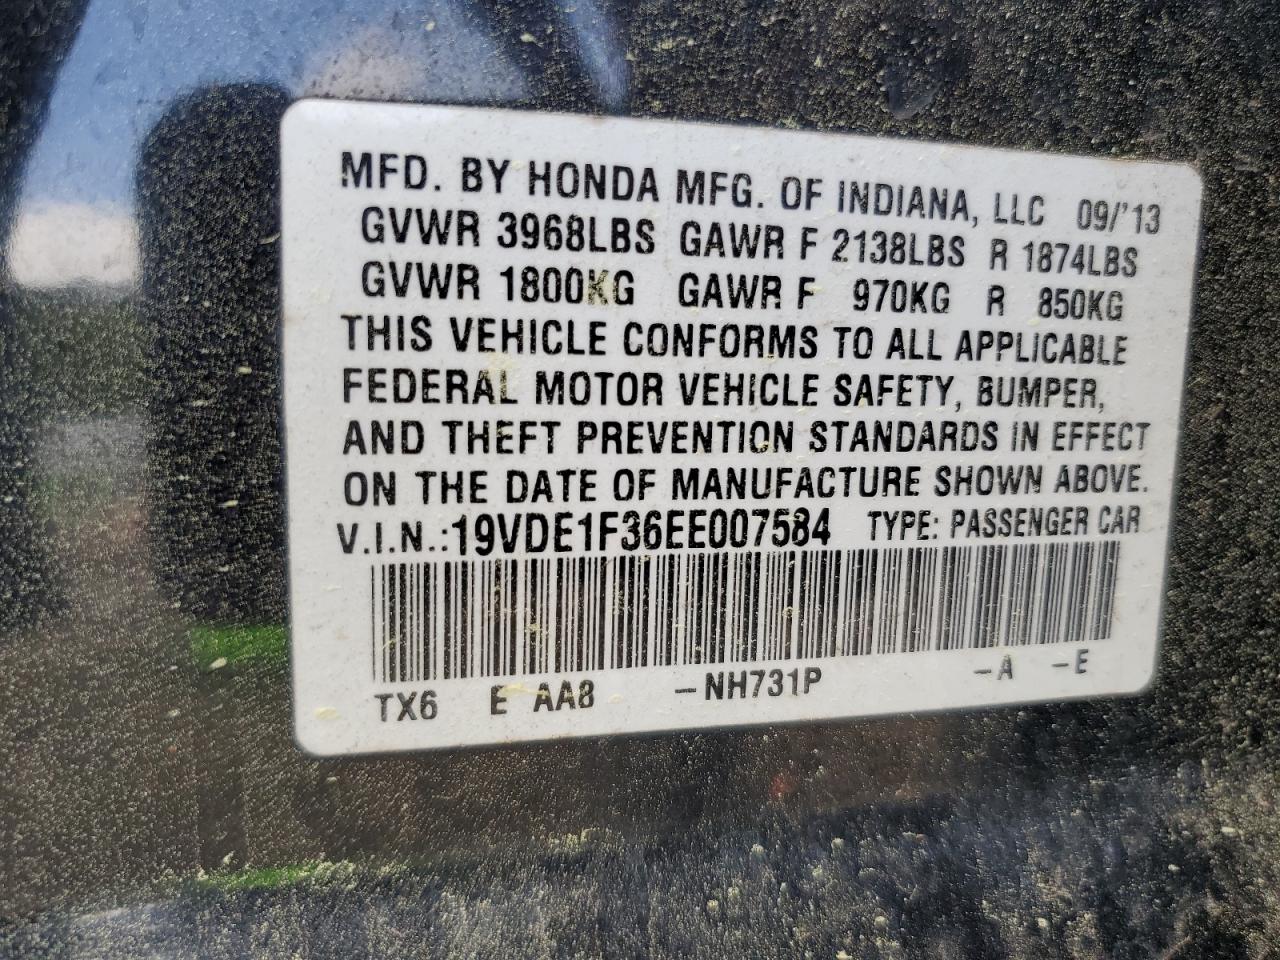 MFD. BY HONDA MFG. OF INDIANA, LLC 09/'13
GVWR 3968LBS GAWR F 2138LBS R 1874LBS
GVWR 1800KG GAWR F 970KG R 850KG
THIS VEHICLE CONFORMS TO ALL APPLICABLE
FEDERAL MOTOR VEHICLE SAFETY, BUMPER,
AND THEFT PREVENTION STANDARDS IN EFFECT
ON THE DATE OF MANUFACTURE SHOWN ABOVE.
V.I.N.:19VDE1F36EE007584 TYPE: PASSENGER CAR
TX6 E AA8 -NH731P -A -E